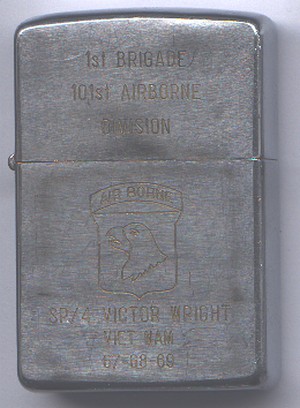 1st BRIGADE
101st AIRBORNE
DIVISION
AIRBORNE
SP/4 VICTOR WRIGHT
VIET NAM
67-68-69